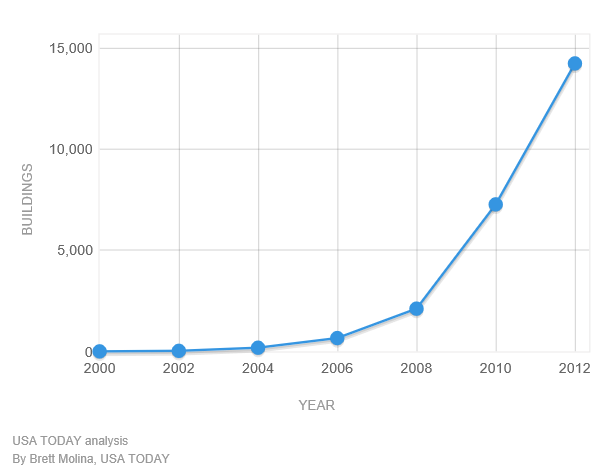 15,000
10,000
5,000
0
BUILDINGS
2000 2002 2004 2006 2008 2010 2012
YEAR
USA TODAY analysis
By Brett Molina, USA TODAY